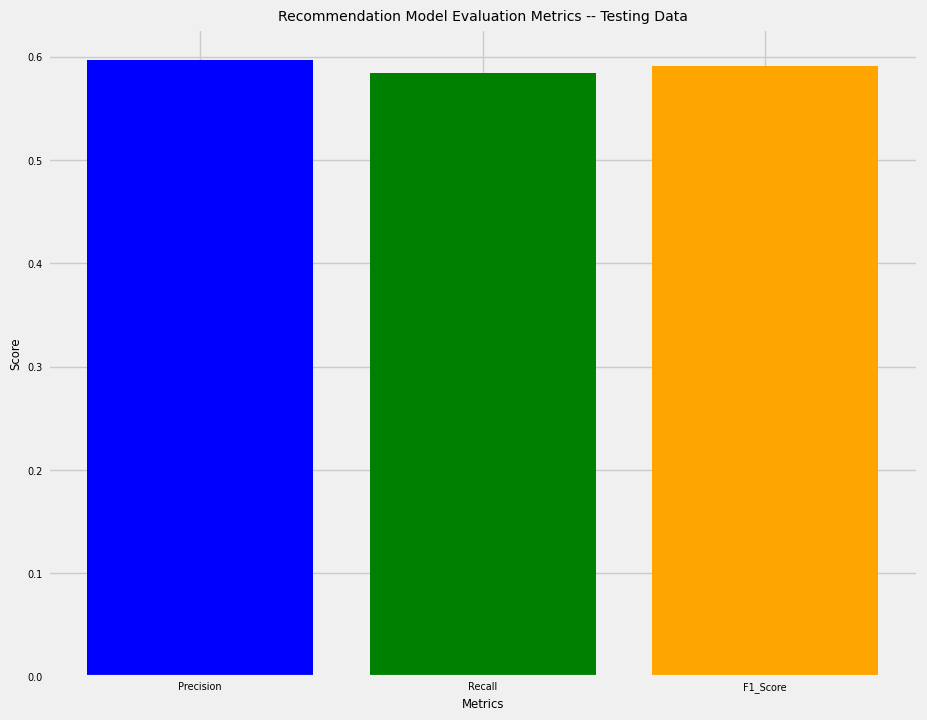 Recommendation Model Evaluation Metrics -- Testing Data
Score
0.6
0.5
0.4
0.3
0.2
0.1
0.0
Precision
Recall
F1_Score
Metrics